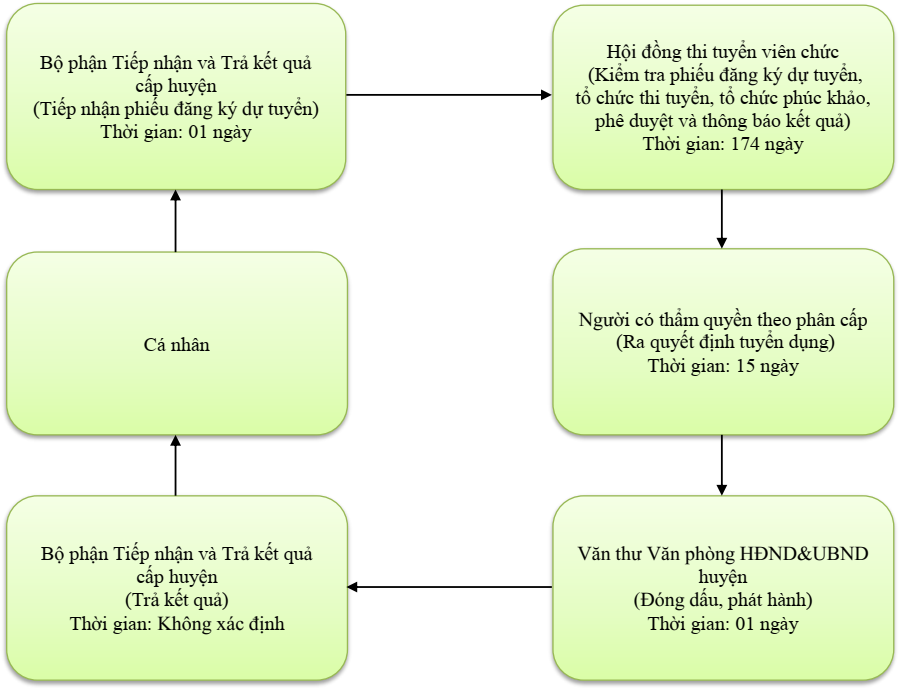 Bộ phận Tiếp nhận và Trả kết quả
cấp huyện
(Tiếp nhận phiếu đăng ký dự tuyển)
Thời gian: 01 ngày
Hội đồng thi tuyển viên chức
(Kiểm tra phiếu đăng ký dự tuyển,
tổ chức thi tuyển, tổ chức phúc khảo,
phê duyệt và thông báo kết quả)
Thời gian: 174 ngày
Người có thẩm quyền theo phân cấp
(Ra quyết định tuyển dụng)
Thời gian: 15 ngày
Văn thư Văn phòng HĐND&UBND
huyện
(Đóng dấu, phát hành)
Thời gian: 01 ngày
Bộ phận Tiếp nhận và Trả kết quả
cấp huyện
(Trả kết quả)
Thời gian: Không xác định
Cá nhân